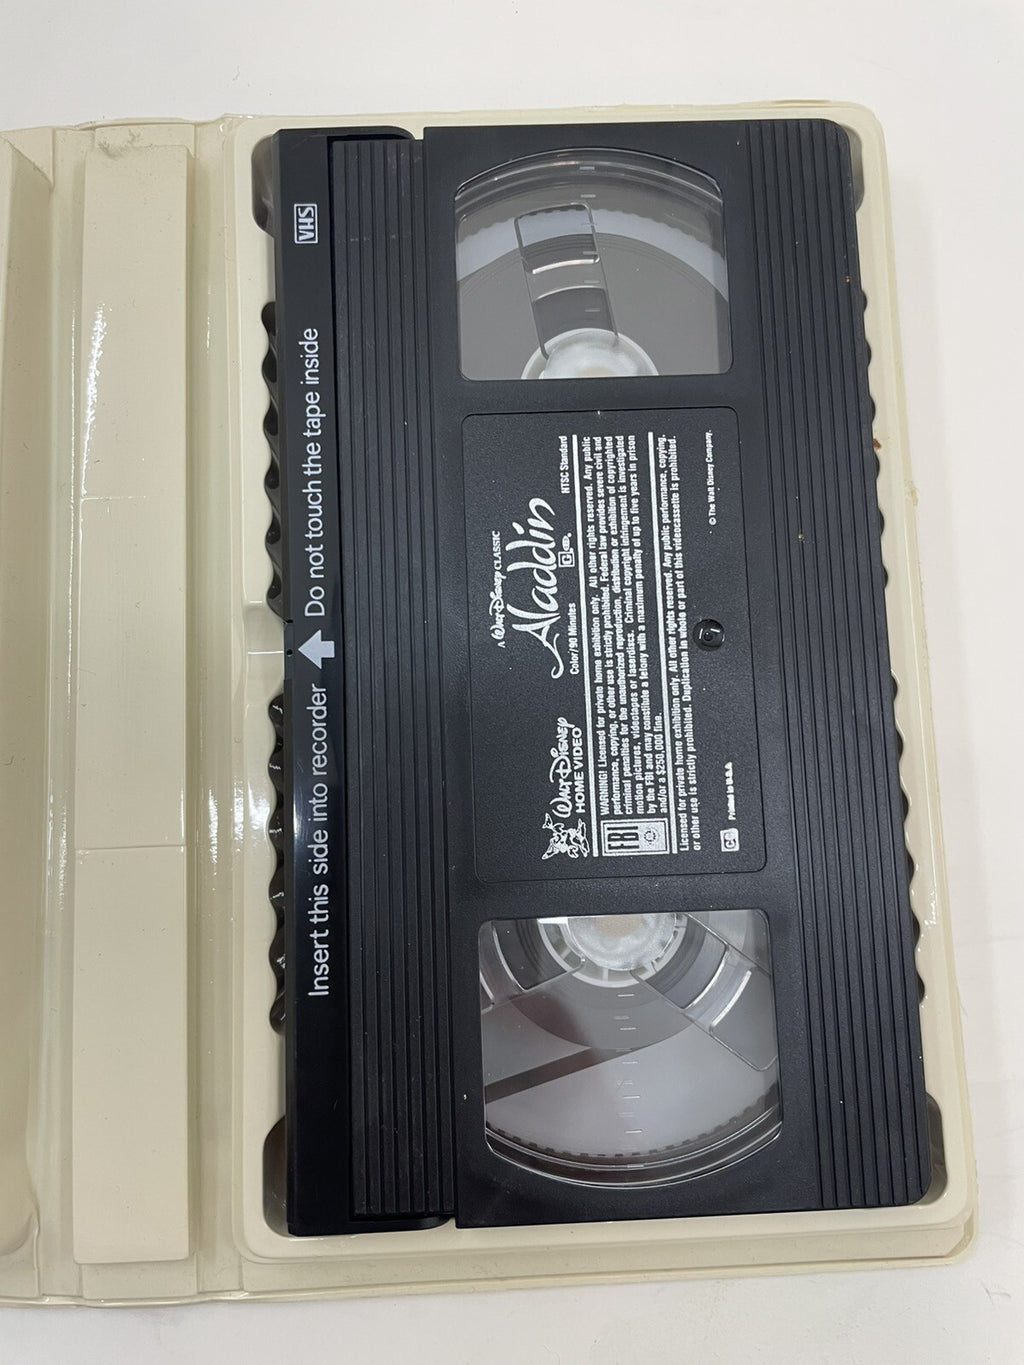 VHS
Insert this side into recorder Do not touch the tape inside
A Walt Disney CLASSIC
Aladdin
CC
NTSC Standard
Color/90 Minutes
Walt Disney
HOME VIDEO
FBI
WARNING! Licensed for private home exhibition only. All other rights reserved. Any public
performance, copying, or other use is strictly prohibited. Federal law provides severe civil and
criminal penalties for the unauthorized reproduction, distribution or exhibition of copyrighted
motion pictures, videotapes or laserdiscs. Criminal copyright infringement is investigated
by the FBI and may constitute a felony with a maximum penalty of up to five years in prison
and/or a $250,000 fine.
Licensed for private home exhibition only. All other rights reserved. Any public performance, copying,
or other use is strictly prohibited. Duplication in whole or part of this videocassette is prohibited.
© The Walt Disney Company.
Printed in U.S.A.